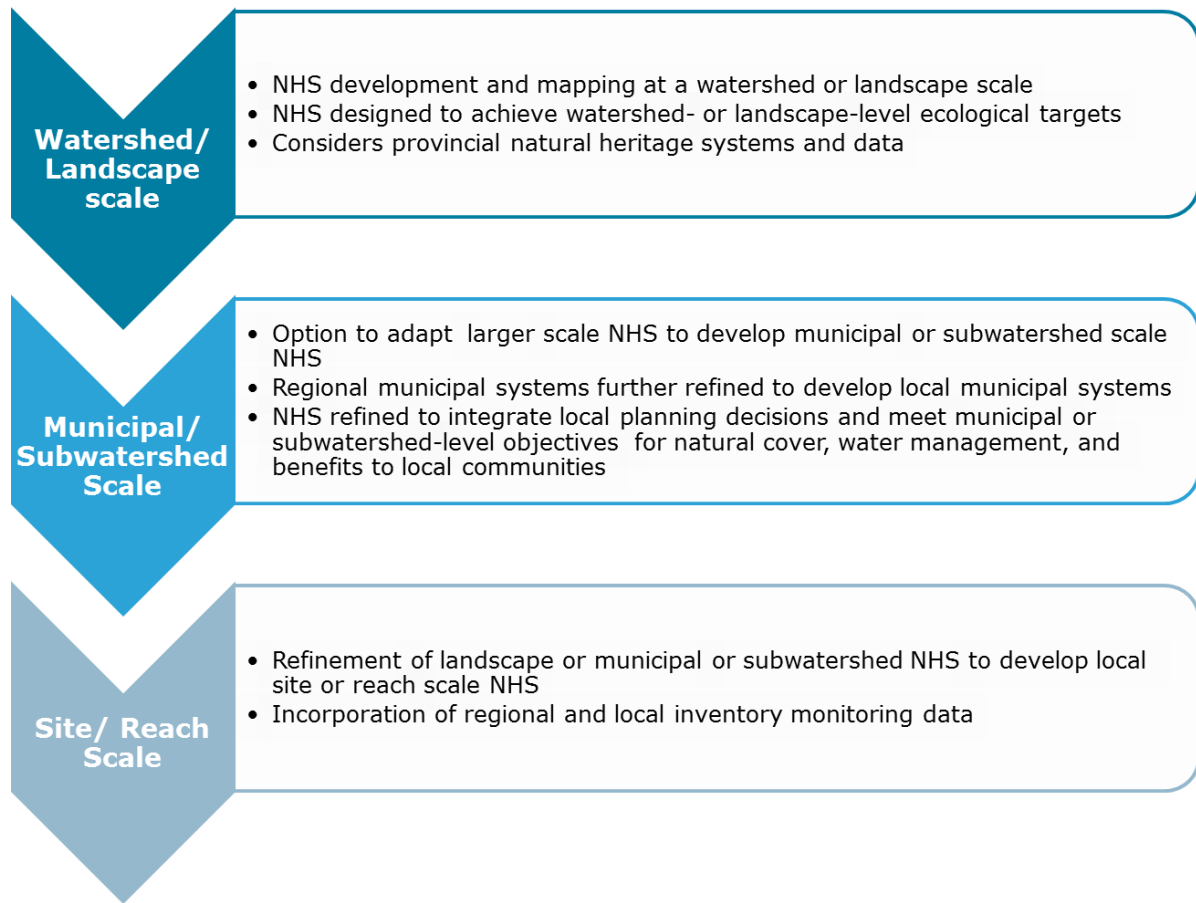 Watershed/
Landscape
scale
• NHS development and mapping at a watershed or landscape scale
• NHS designed to achieve watershed- or landscape-level ecological targets
• Considers provincial natural heritage systems and data
Municipal/
Subwatershed
Scale
• Option to adapt  larger scale NHS to develop municipal or subwatershed scale
NHS
• Regional municipal systems further refined to develop local municipal systems
• NHS refined to integrate local planning decisions and meet municipal or
subwatershed-level objectives  for natural cover, water management, and
benefits to local communities
Site/ Reach
Scale
• Refinement of landscape or municipal or subwatershed NHS to develop local
site or reach scale NHS
• Incorporation of regional and local inventory monitoring data